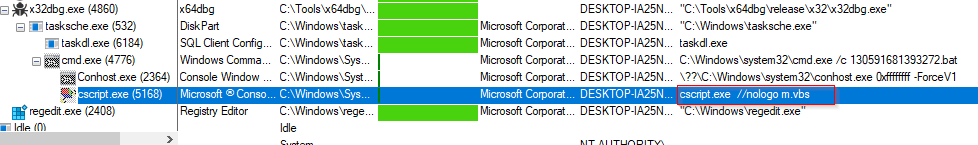 x32dbg.exe (4860) x64dbg C:\Tools\x64d... DESKTOP-IA25N... "C:\Tools\x64dbg\release\x32\x32dbg.exe"
tasksche.exe (532) DiskPart C:\Windows\task... Microsoft Corporat... DESKTOP-IA25N... "C:\Windows\tasksche.exe"
taskdl.exe (6184) SQL Client Config... C:\Windows\Sys... Microsoft Corporat... DESKTOP-IA25N... taskdl.exe
cmd.exe (4776) Windows Comma... C:\Windows\Sys... Microsoft Corporat... DESKTOP-IA25N... C:\Windows\system32\cmd.exe /c 130591681393272.bat
Conhost.exe (2364) Console Window ... C:\Windows\Sys... Microsoft Corporat... DESKTOP-IA25N... \??\C:\Windows\system32\conhost.exe 0xffffffff -ForceV1
cscript.exe (5168) Microsoft ® Conso... C:\Windows\Sys... Microsoft Corporat... DESKTOP-IA25N... cscript.exe //nologo m.vbs
regedit.exe (2408) Registry Editor C:\Windows\rege... Microsoft Corporat... DESKTOP-IA25N... "C:\Windows\regedit.exe"
Idle (0) Idle
System NT AUTHORITY\